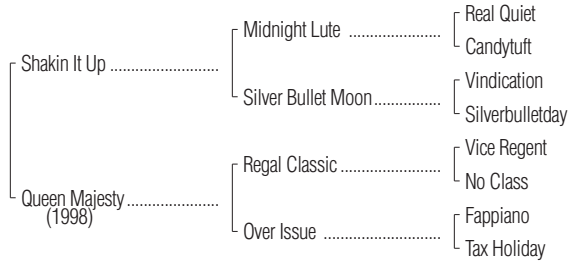 Real Quiet
Midnight Lute ..................
Candytuft
Shakin It Up .....................
Vindication
Silver Bullet Moon.............
Silverbulletday
Vice Regent
Regal Classic ...................
No Class
Queen Majesty ..................
(1998)
Fappiano
Over Issue .......................
Tax Holiday